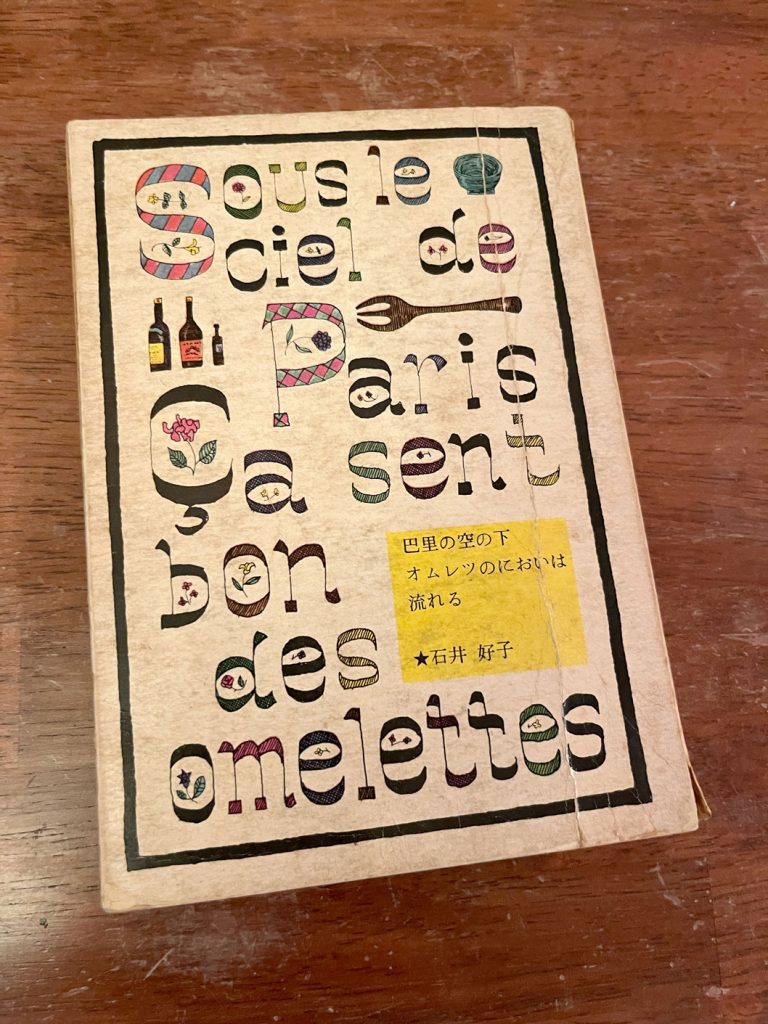 Sous le
ciel de
Paris
Ça sent
bon
des
omelettes
巴里の空の下
オムレツのにおいは
流れる
★石井 好子